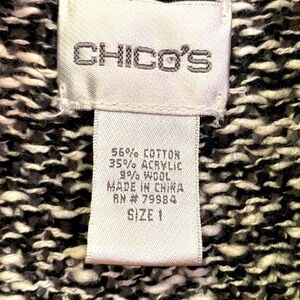 CHICO'S
56% COTTON
35% ACRYLIC
9% WOOL
MADE IN CHINA
RN # 79984
SIZE 1